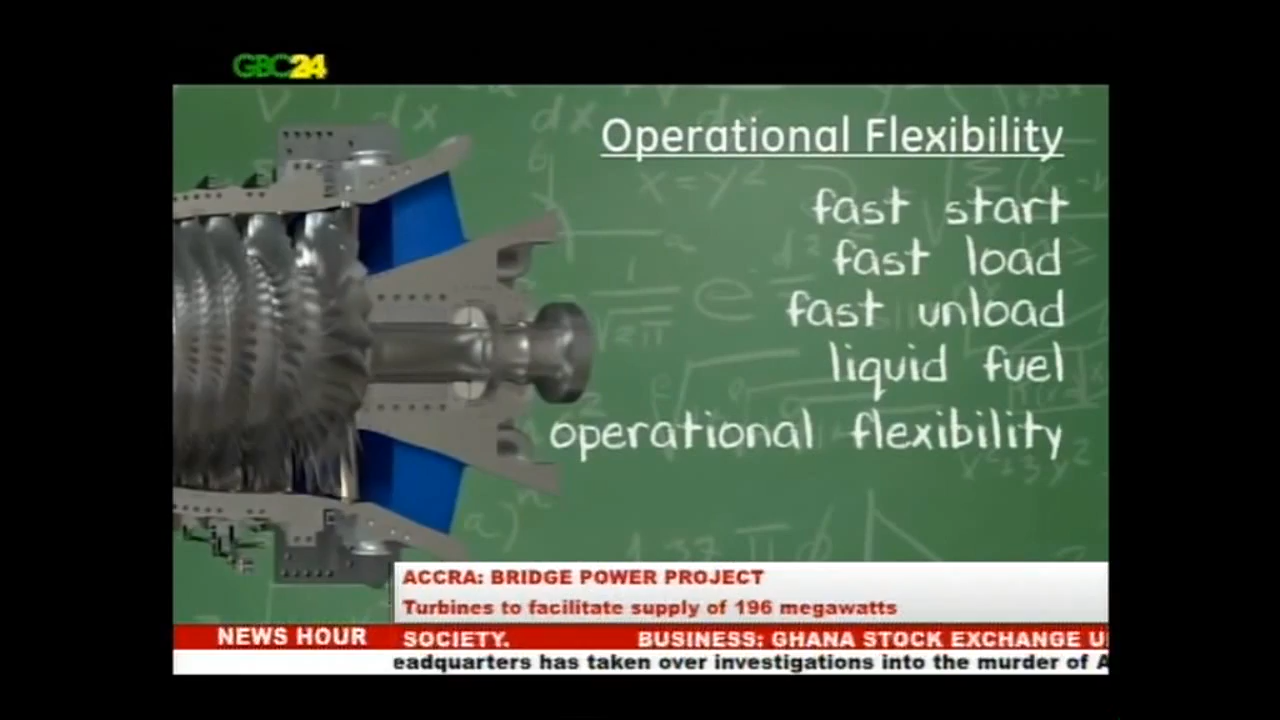 GBC24
Operational Flexibility
fast start
fast load
fast unload
liquid fuel
operational flexibility
ACCRA: BRIDGE POWER PROJECT
Turbines to facilitate supply of 196 megawatts
NEWS HOUR
SOCIETY. BUSINESS: GHANA STOCK EXCHANGE U
eadquarters has taken over investigations into the murder of A